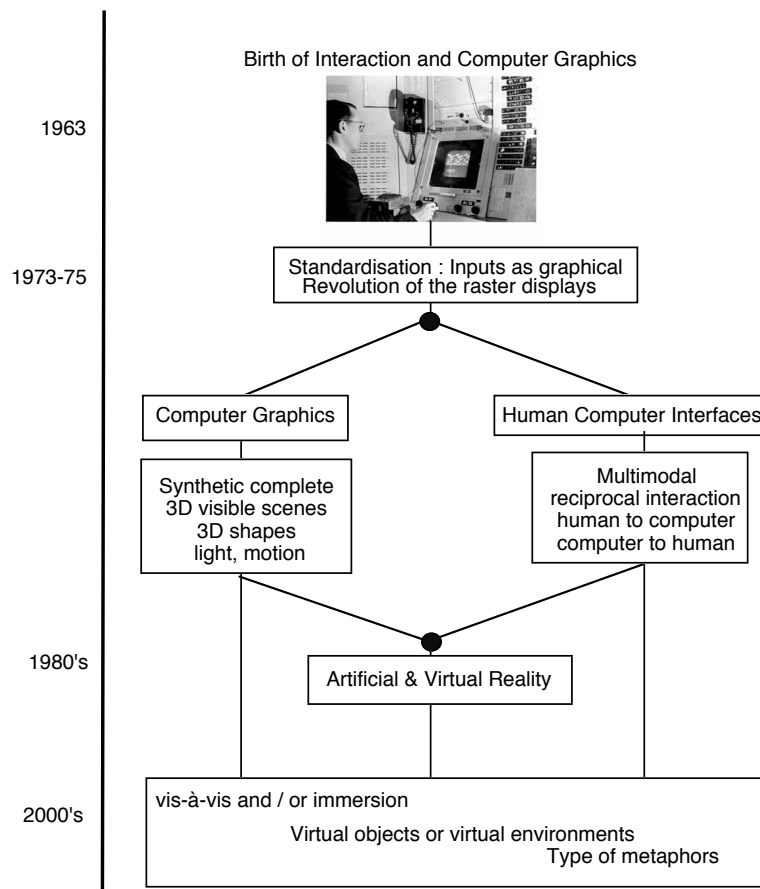 Birth of Interaction and Computer Graphics
1963
1973-75
Standardisation : Inputs as graphical
Revolution of the raster displays
Computer Graphics
Human Computer Interfaces
Synthetic complete
3D visible scenes
3D shapes
light, motion
Multimodal
reciprocal interaction
human to computer
computer to human
1980's
Artificial & Virtual Reality
2000's
vis-à-vis and / or immersion
Virtual objects or virtual environments
Type of metaphors